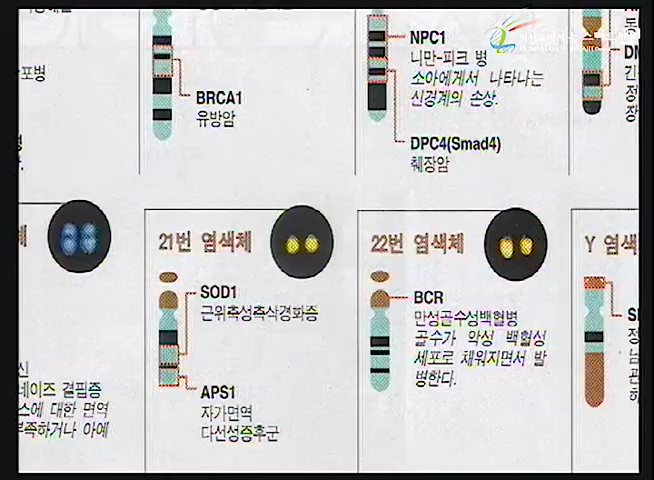 BRCA1
유방암
NPC1
니만-피크 병
소아에게서 나타나는
신경계의 손상.
DPC4(Smad4)
췌장암
21번 염색체
SOD1
근위축성측삭경화증
APS1
자가면역
다선성증후군
22번 염색체
BCR
만성골수성백혈병
골수가 악성 백혈성
세포로 채워지면서 발
병한다.
Y 염색
네이즈 결핍증
스에 대한 면역
부족하거나 아예